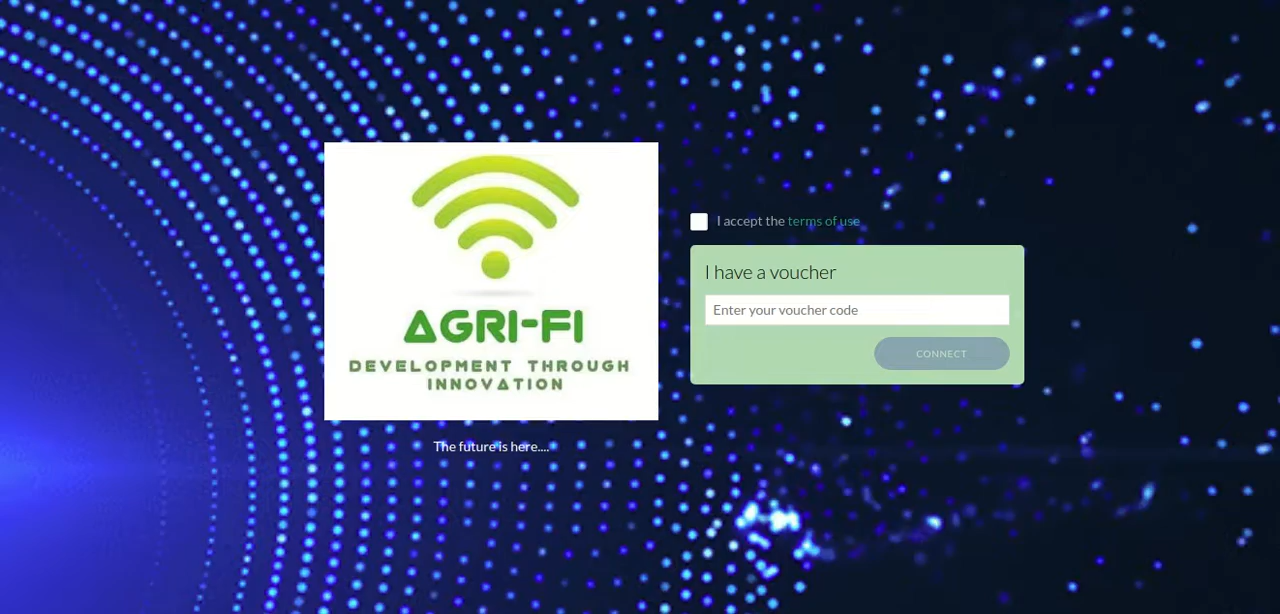 AGRI-FI
DEVELOPMENT THROUGH
INNOVATION
The future is here....
I accept the terms of use
I have a voucher
Enter your voucher code
CONNECT